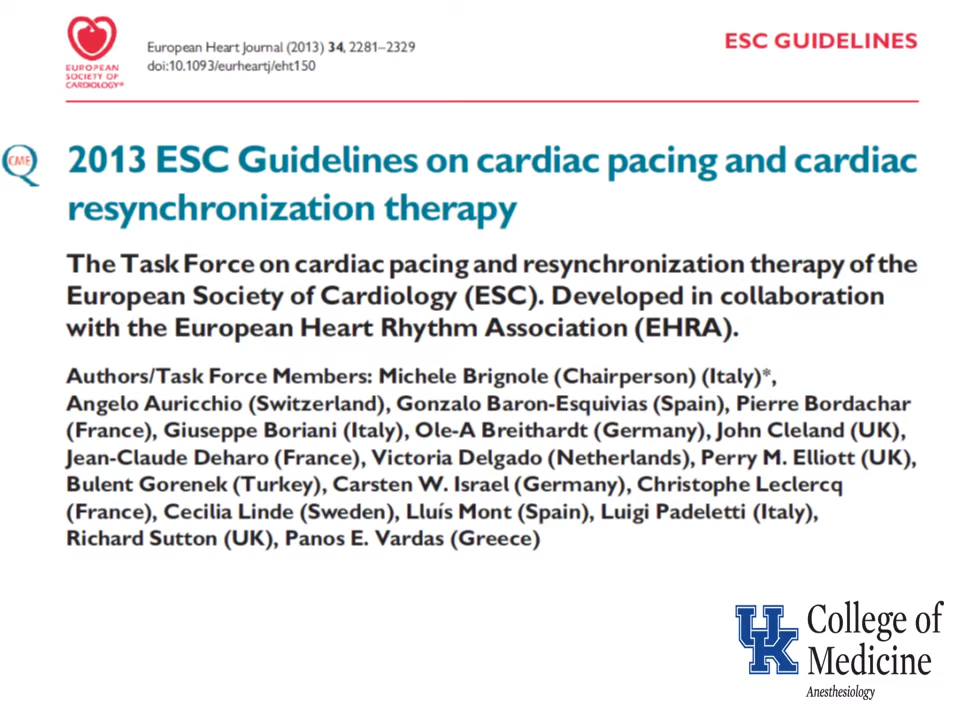 European Heart Journal (2013) 34, 2281–2329
doi:10.1093/eurheartj/eht150
ESC GUIDELINES
EUROPEAN
SOCIETY OF
CARDIOLOGY®
CME
2013 ESC Guidelines on cardiac pacing and cardiac
resynchronization therapy
The Task Force on cardiac pacing and resynchronization therapy of the
European Society of Cardiology (ESC). Developed in collaboration
with the European Heart Rhythm Association (EHRA).
Authors/Task Force Members: Michele Brignole (Chairperson) (Italy)*,
Angelo Auricchio (Switzerland), Gonzalo Baron-Esquivias (Spain), Pierre Bordachar
(France), Giuseppe Boriani (Italy), Ole-A Breithardt (Germany), John Cleland (UK),
Jean-Claude Deharo (France), Victoria Delgado (Netherlands), Perry M. Elliott (UK),
Bulent Gorenek (Turkey), Carsten W. Israel (Germany), Christophe Leclercq
(France), Cecilia Linde (Sweden), Lluís Mont (Spain), Luigi Padeletti (Italy),
Richard Sutton (UK), Panos E. Vardas (Greece)
UK
College of
Medicine
Anesthesiology